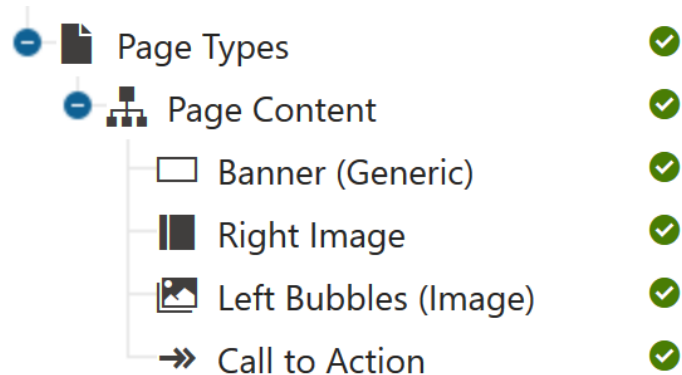 Page Types
Page Content
Banner (Generic)
Right Image
Left Bubbles (Image)
Call to Action